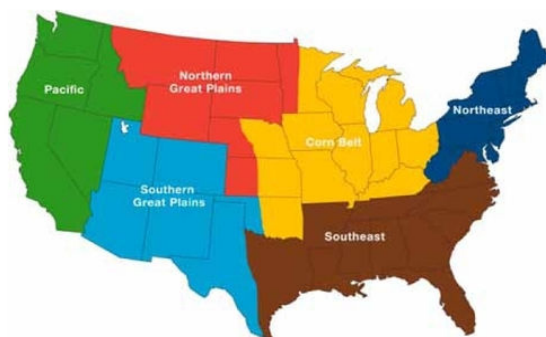 Pacific
Northern
Great Plains
Northeast
Corn Belt
Southern
Great Plains
Southeast